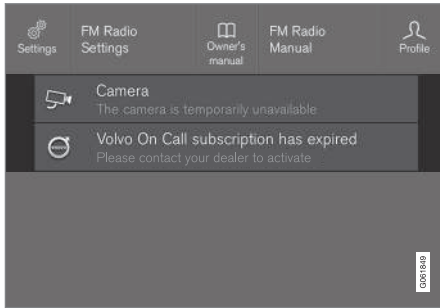 Settings
FM Radio
Settings
Owner's
manual
FM Radio
Manual
Profile
Camera
The camera is temporarily unavailable
Volvo On Call subscription has expired
Please contact your dealer to activate
G061849